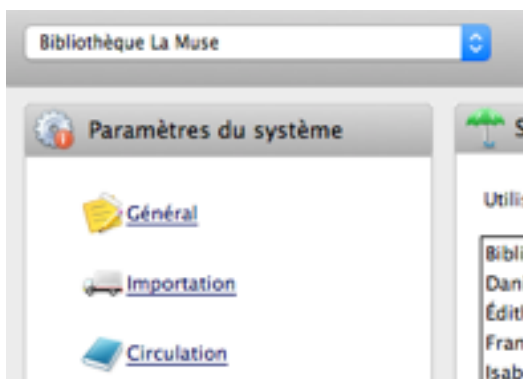 Bibliothèque La Muse
Paramètres du système
Général
Importation
Circulation